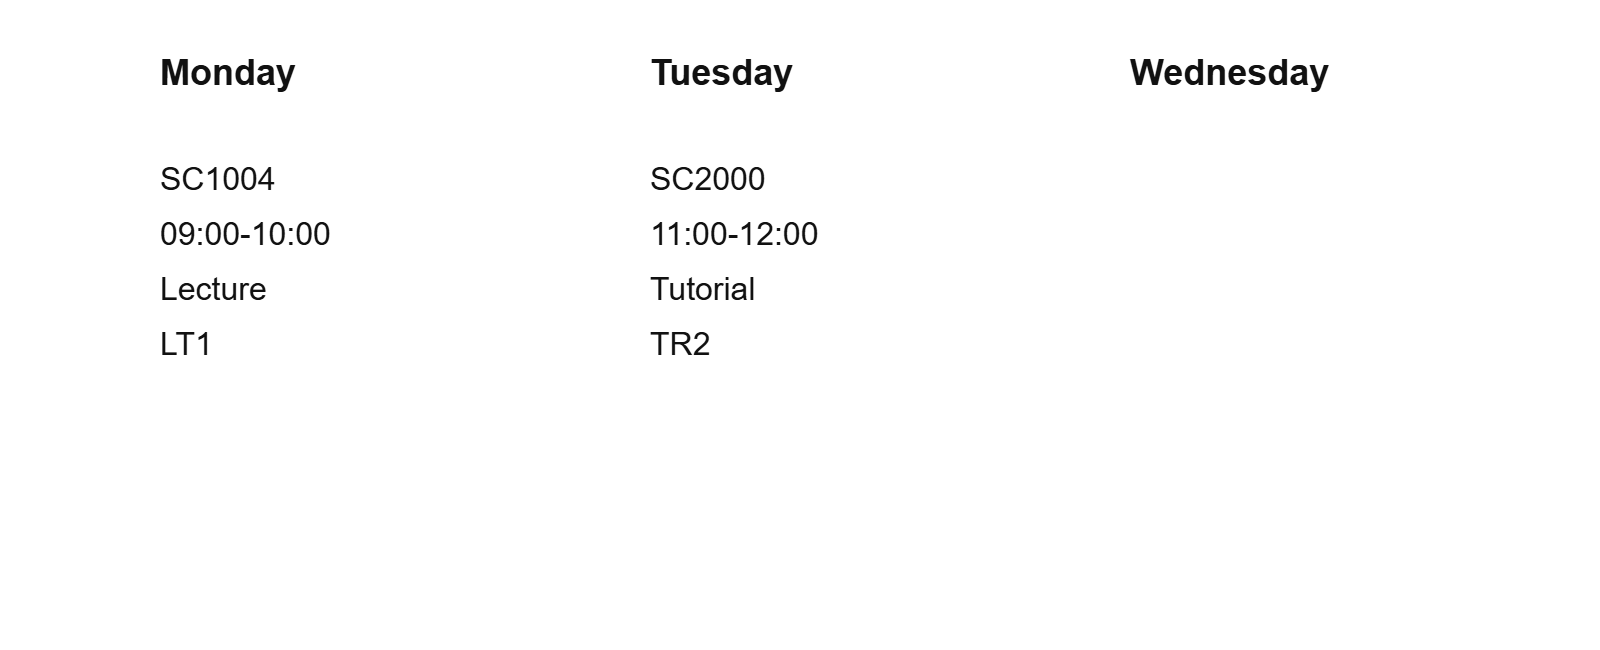 Monday
SC1004
09:00-10:00
Lecture
LT1
Tuesday
SC2000
11:00-12:00
Tutorial
TR2
Wednesday